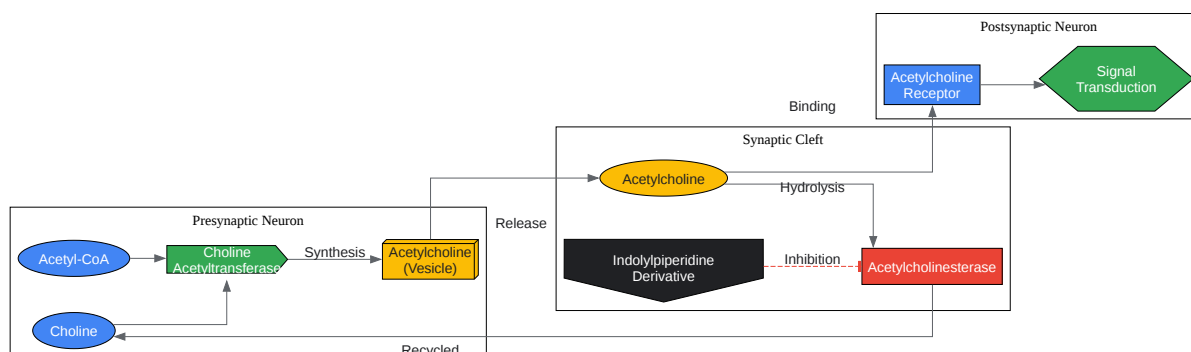 Postsynaptic Neuron
Acetylcholine
Receptor
Signal
Transduction
Binding
Synaptic Cleft
Acetylcholine
Hydrolysis
Release
Presynaptic Neuron
Acetyl-CoA
Choline
Acetyltransferase
Synthesis
Acetylcholine
(Vesicle)
Indolylpiperidine
Derivative
Inhibition
Acetylcholinesterase
Choline
Recycled